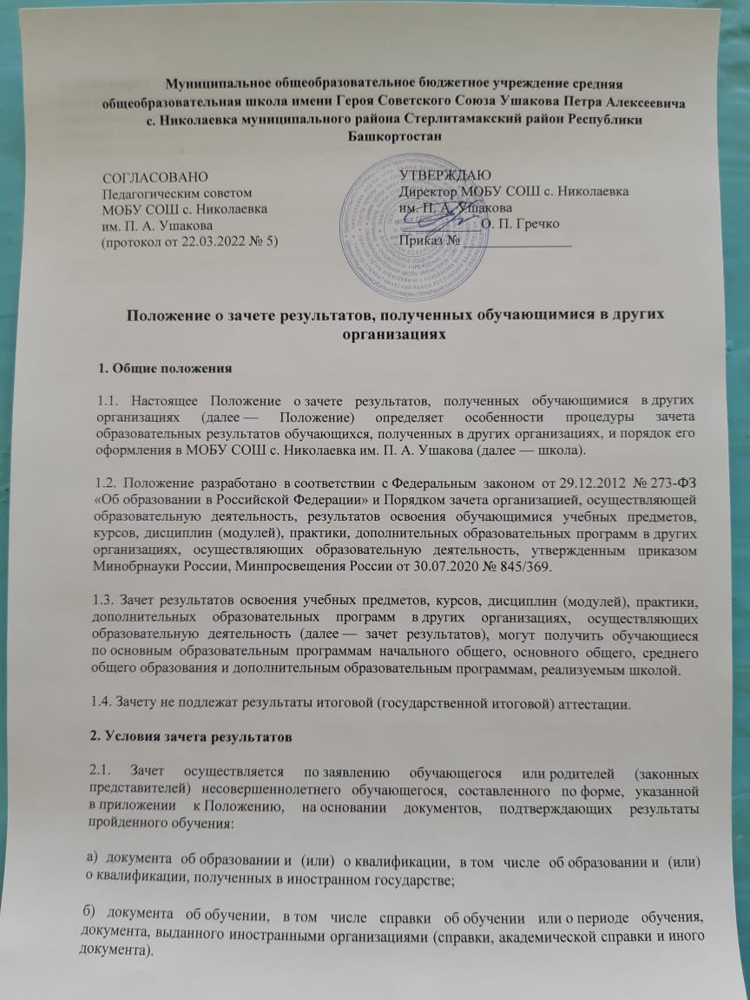 Муниципальное общеобразовательное бюджетное учреждение средняя
общеобразовательная школа имени Героя Советского Союза Ушакова Петра Алексеевича
с. Николаевка муниципального района Стерлитамакский район Республики
Башкортостан
СОГЛАСОВАНО
Педагогическим советом
МОБУ СОШ с. Николаевка
им. П. А. Ушакова
(протокол от 22.03.2022 № 5)
УТВЕРЖДАЮ
Директор МОБУ СОШ с. Николаевка
им. П. А. Ушакова
____________О. П. Гречко
Приказ № _______________
Положение о зачете результатов, полученных обучающимися в других
организациях
1. Общие положения
1.1. Настоящее Положение о зачете результатов, полученных обучающимися в других
организациях (далее — Положение) определяет особенности процедуры зачета
образовательных результатов обучающихся, полученных в других организациях, и порядок его
оформления в МОБУ СОШ с. Николаевка им. П. А. Ушакова (далее — школа).
1.2. Положение разработано в соответствии с Федеральным законом от 29.12.2012 № 273-ФЗ
«Об образовании в Российской Федерации» и Порядком зачета организацией, осуществляющей
образовательную деятельность, результатов освоения обучающимися учебных предметов,
курсов, дисциплин (модулей), практики, дополнительных образовательных программ в других
организациях, осуществляющих образовательную деятельность, утвержденным приказом
Минобрнауки России, Минпросвещения России от 30.07.2020 № 845/369.
1.3. Зачет результатов освоения учебных предметов, курсов, дисциплин (модулей), практики,
дополнительных образовательных программ в других организациях, осуществляющих
образовательную деятельность (далее — зачет результатов), могут получить обучающиеся
по основным образовательным программам начального общего, основного общего, среднего
общего образования и дополнительным образовательным программам, реализуемым школой.
1.4. Зачету не подлежат результаты итоговой (государственной итоговой) аттестации.
2. Условия зачета результатов
2.1. Зачет осуществляется по заявлению обучающегося или родителей (законных
представителей) несовершеннолетнего обучающегося, составленного по форме, указанной
в приложении к Положению, на основании документов, подтверждающих результаты
пройденного обучения:
а) документа об образовании и (или) о квалификации, в том числе об образовании и (или)
о квалификации, полученных в иностранном государстве;
б) документа об обучении, в том числе справки об обучении или о периоде обучения,
документа, выданного иностранными организациями (справки, академической справки и иного
документа).